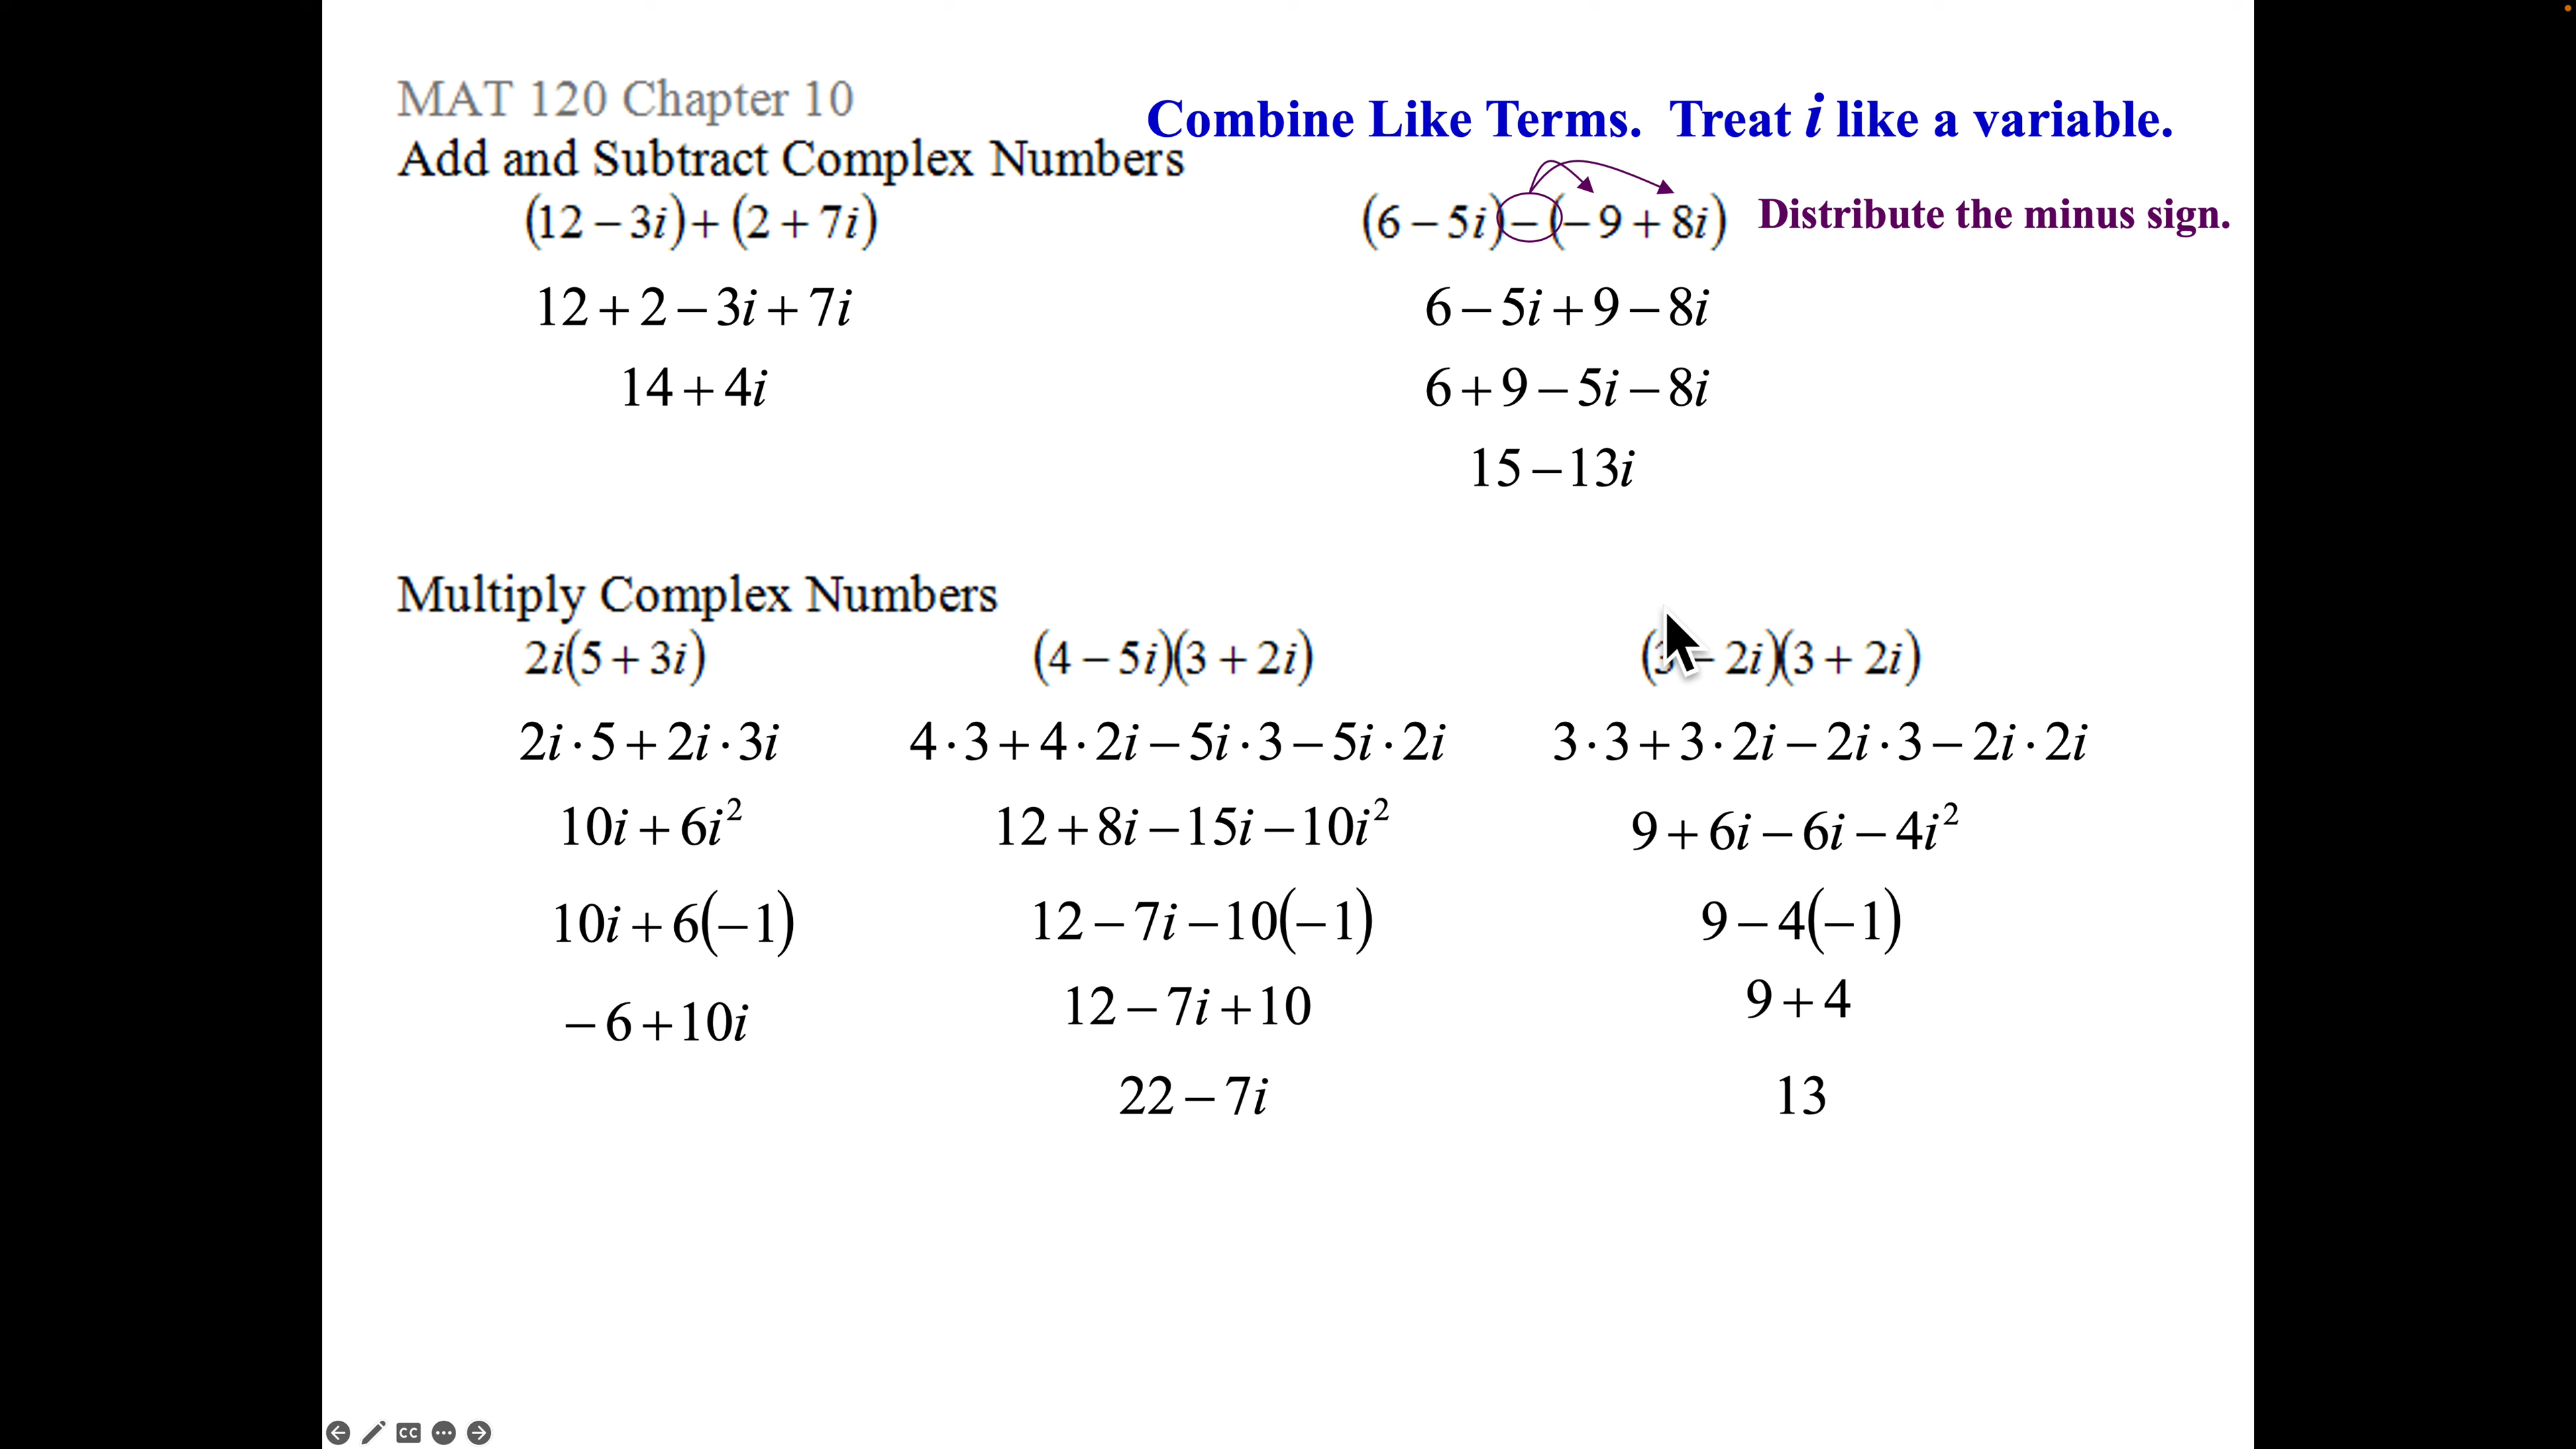 MAT 120 Chapter 10
Combine Like Terms. Treat i like a variable.
Add and Subtract Complex Numbers
(12 − 3i) + (2 + 7i)
12 + 2 − 3i + 7i
14 + 4i
(6 − 5i) − (− 9 + 8i)
Distribute the minus sign.
6 − 5i + 9 − 8i
6 + 9 − 5i − 8i
15 − 13i
Multiply Complex Numbers
2i(5 + 3i)
2i · 5 + 2i · 3i
10i + 6i²
10i + 6(−1)
− 6 + 10i
(4 − 5i)(3 + 2i)
4 · 3 + 4 · 2i − 5i · 3 − 5i · 2i
12 + 8i − 15i − 10i²
12 − 7i − 10(−1)
12 − 7i + 10
22 − 7i
(3 − 2i)(3 + 2i)
3 · 3 + 3 · 2i − 2i · 3 − 2i · 2i
9 + 6i − 6i − 4i²
9 − 4(−1)
9 + 4
13
CC